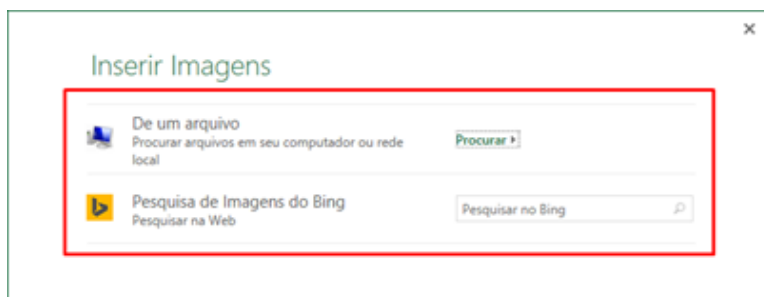 Inserir Imagens
De um arquivo
Procurar arquivos em seu computador ou rede
local
Procurar
Pesquisa de Imagens do Bing
Pesquisar na Web
Pesquisar no Bing